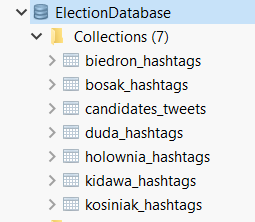 ElectionDatabase
Collections (7)
biedron_hashtags
bosak_hashtags
candidates_tweets
duda_hashtags
holownia_hashtags
kidawa_hashtags
kosiniak_hashtags